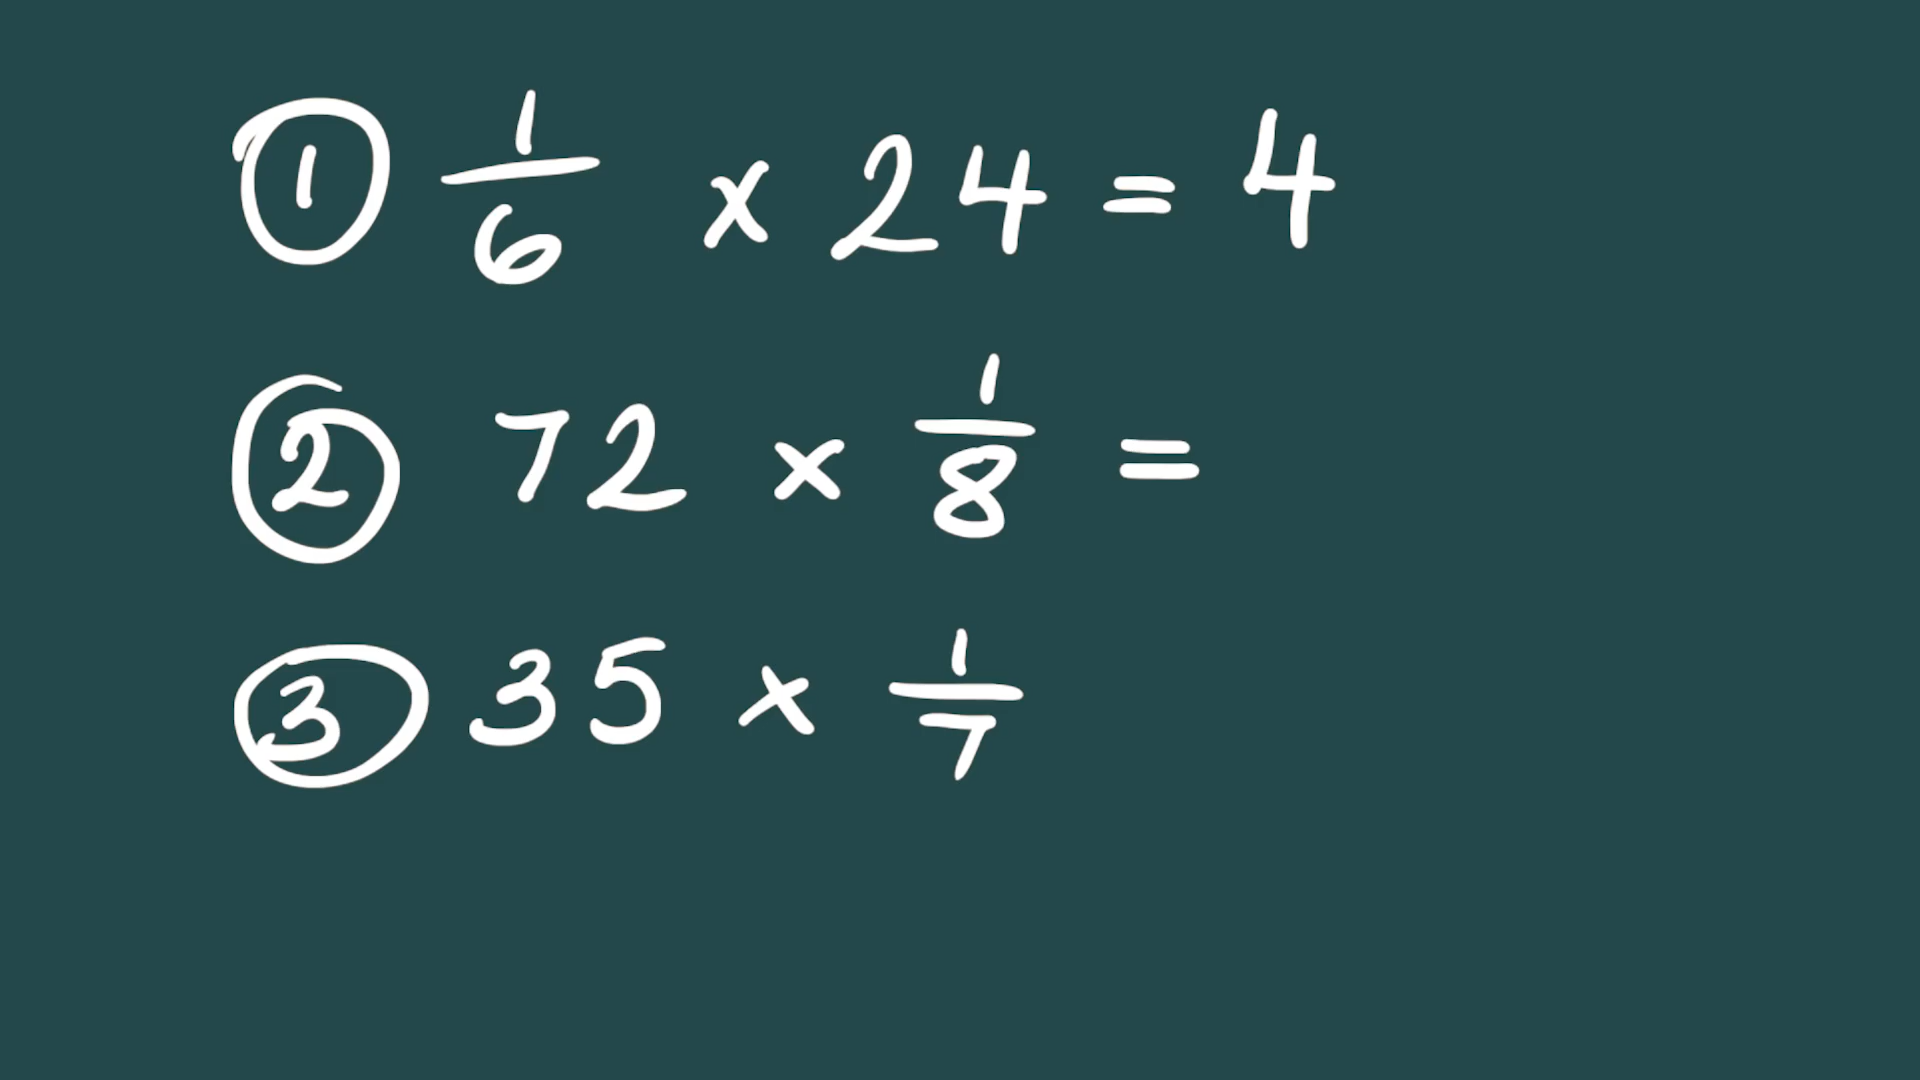 ① 1/6 x 24 = 4
② 72 x 1/8 =
③ 35 x 1/7